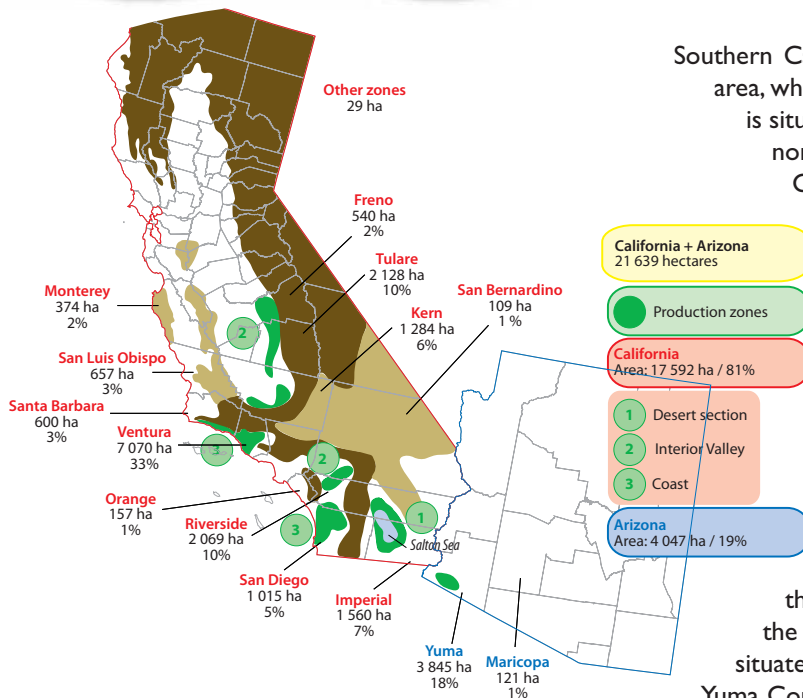 Southern C
area, wh
is situ
nor
C
Other zones
29 ha
Freno
540 ha
2%
Tulare
2 128 ha
10%
Kern
1 284 ha
6%
San Bernardino
109 ha
1 %
Monterey
374 ha
2%
San Luis Obispo
657 ha
3%
Santa Barbara
600 ha
3%
Ventura
7 070 ha
33%
Orange
157 ha
1%
Riverside
2 069 ha
10%
San Diego
1 015 ha
5%
Imperial
1 560 ha
7%
Salton Sea
Yuma
3 845 ha
18%
Maricopa
121 ha
1%
2
3
2
3
1
California + Arizona
21 639 hectares
Production zones
California
Area: 17 592 ha / 81%
1 Desert section
2 Interior Valley
3 Coast
Arizona
Area: 4 047 ha / 19%
th
the
situate
Yuma Cou